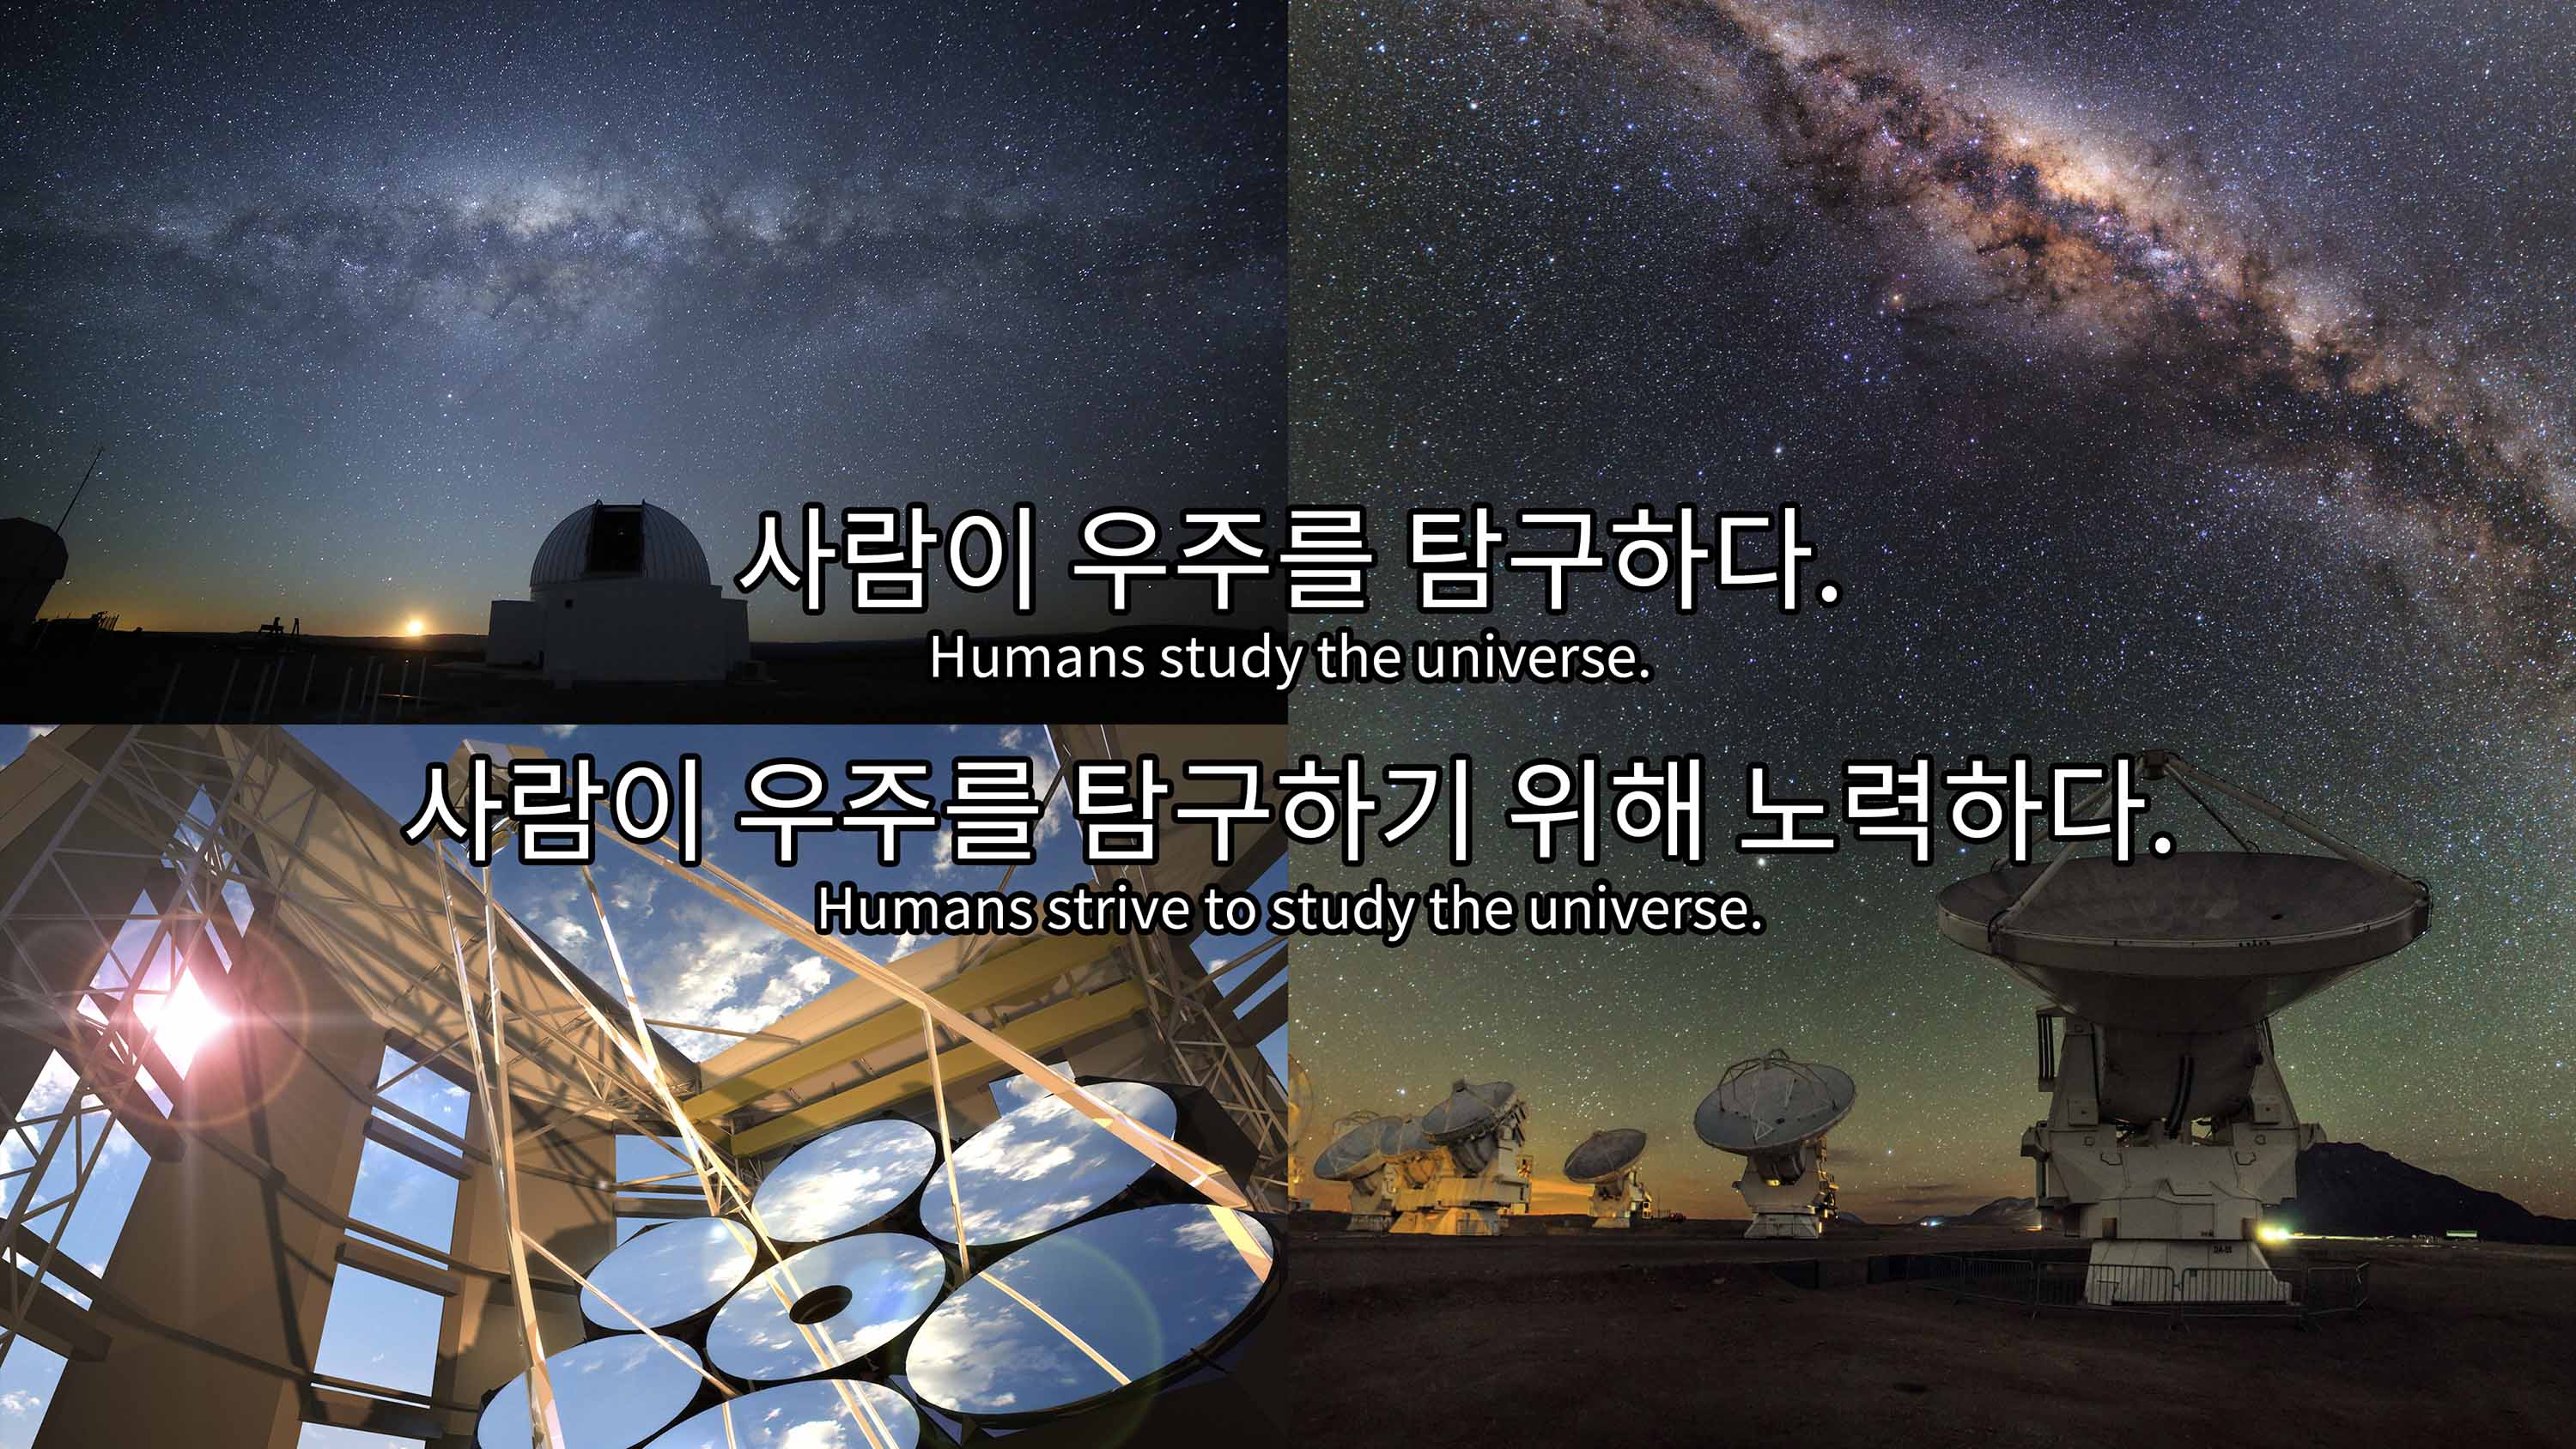 사람이 우주를 탐구하다.
Humans study the universe.
사람이 우주를 탐구하기 위해 노력하다.
Humans strive to study the universe.